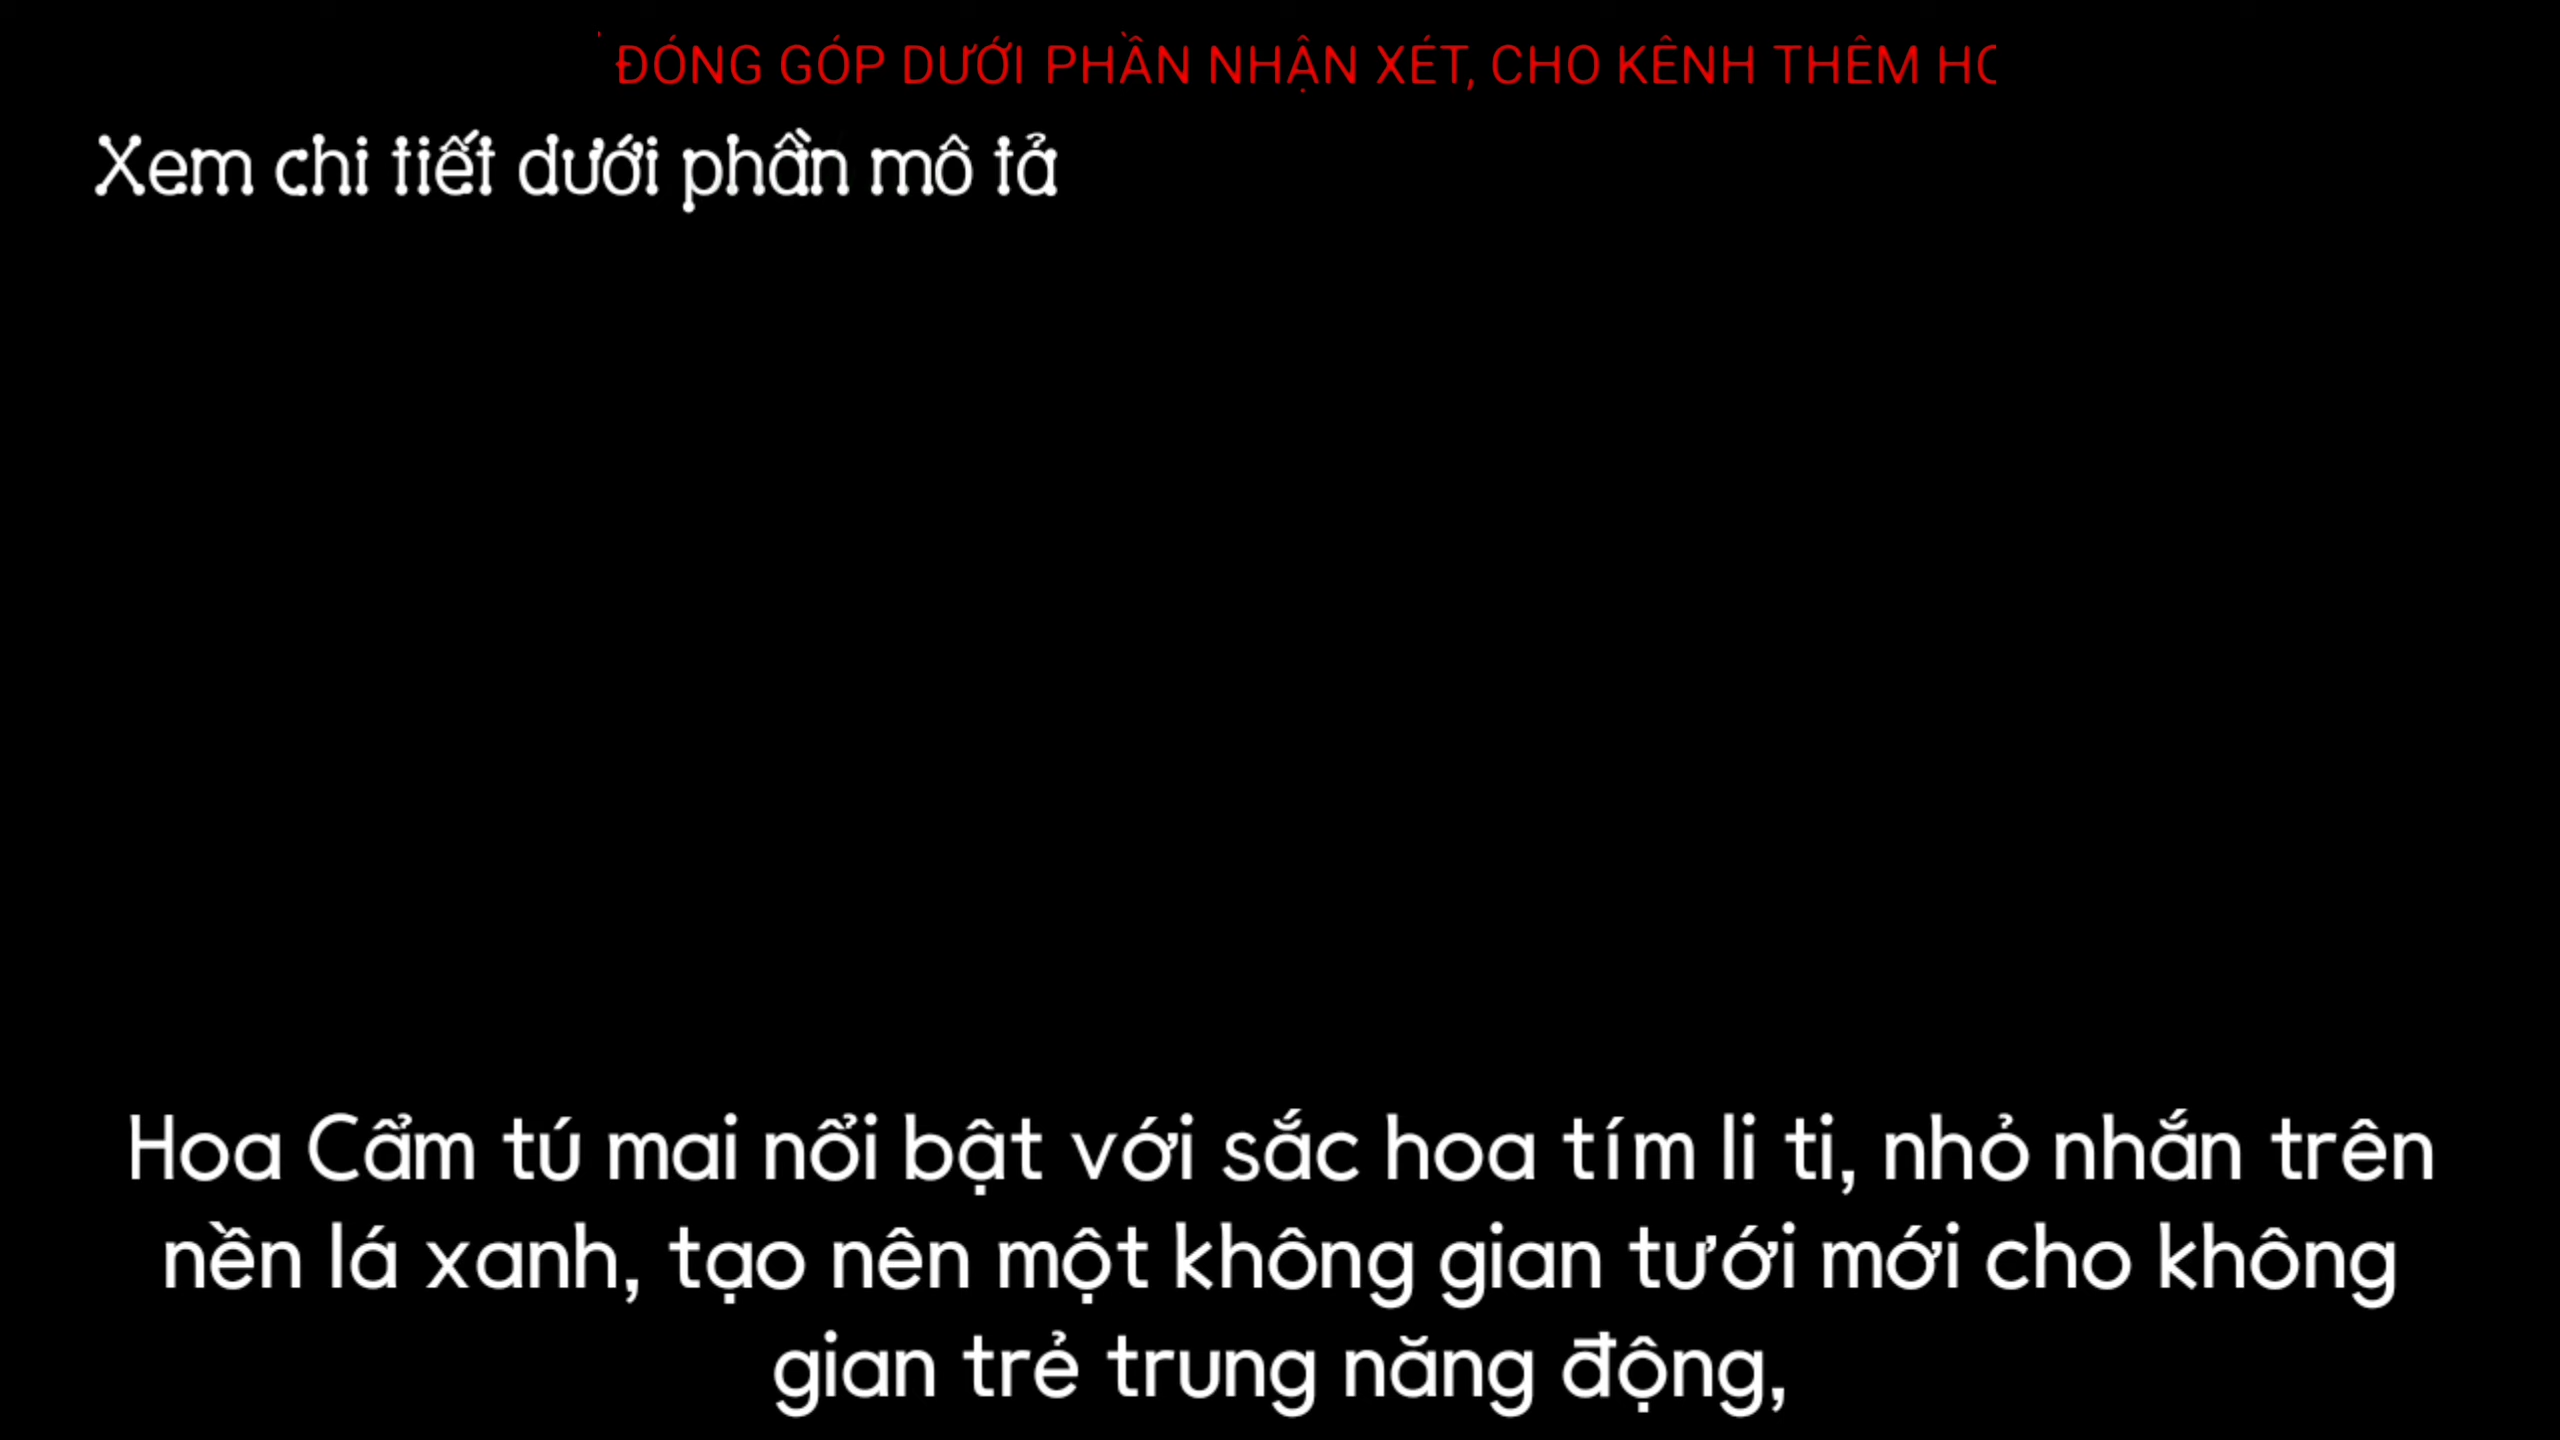 ĐÓNG GÓP DƯỚI PHẦN NHẬN XÉT, CHO KÊNH THÊM
Xem chi tiết dưới phần mô tả
Hoa Cẩm tú mai nổi bật với sắc hoa tím li ti, nhỏ nhắn trên
nền lá xanh, tạo nên một không gian tươi mới cho không
gian trẻ trung năng động,